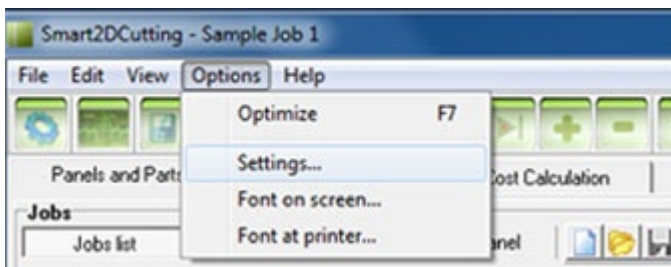 Smart2DCutting - Sample Job 1
File Edit View Options Help
Optimize F7
Settings...
Panels and Parts Cost Calculation
Font on screen...
Jobs
Font at printer...
Jobs list